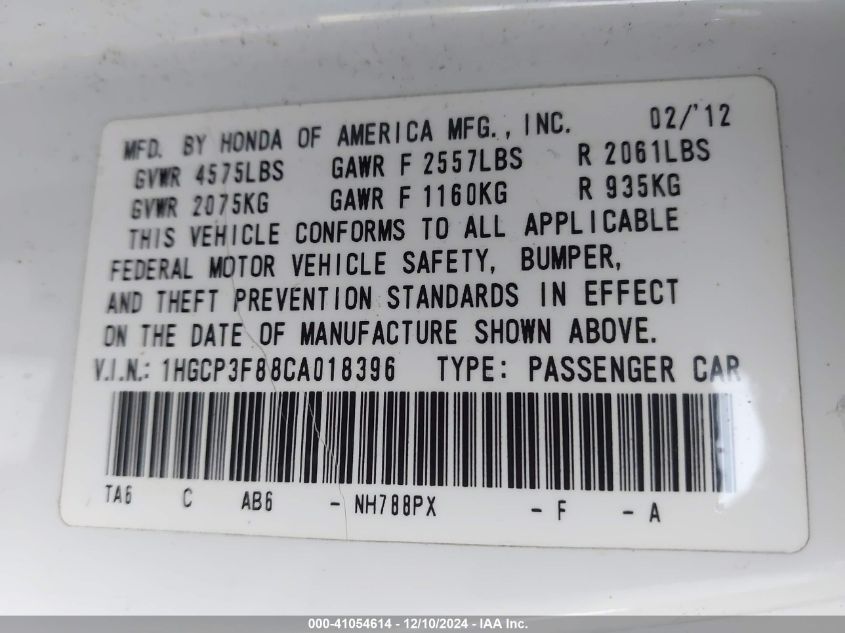 MFD. BY HONDA OF AMERICA MFG., INC. 02/'12
GVWR 4575LBS GAWR F 2557LBS R 2061LBS
GVWR 2075KG GAWR F 1160KG R 935KG
THIS VEHICLE CONFORMS TO ALL APPLICABLE
FEDERAL MOTOR VEHICLE SAFETY, BUMPER,
AND THEFT PREVENTION STANDARDS IN EFFECT
ON THE DATE OF MANUFACTURE SHOWN ABOVE.
V.I.N.: 1HGCP3F88CA018396 TYPE: PASSENGER CAR
TA6 C AB6 - NH788PX - F - A
000-41054614 - 12/10/2024 - IAA Inc.